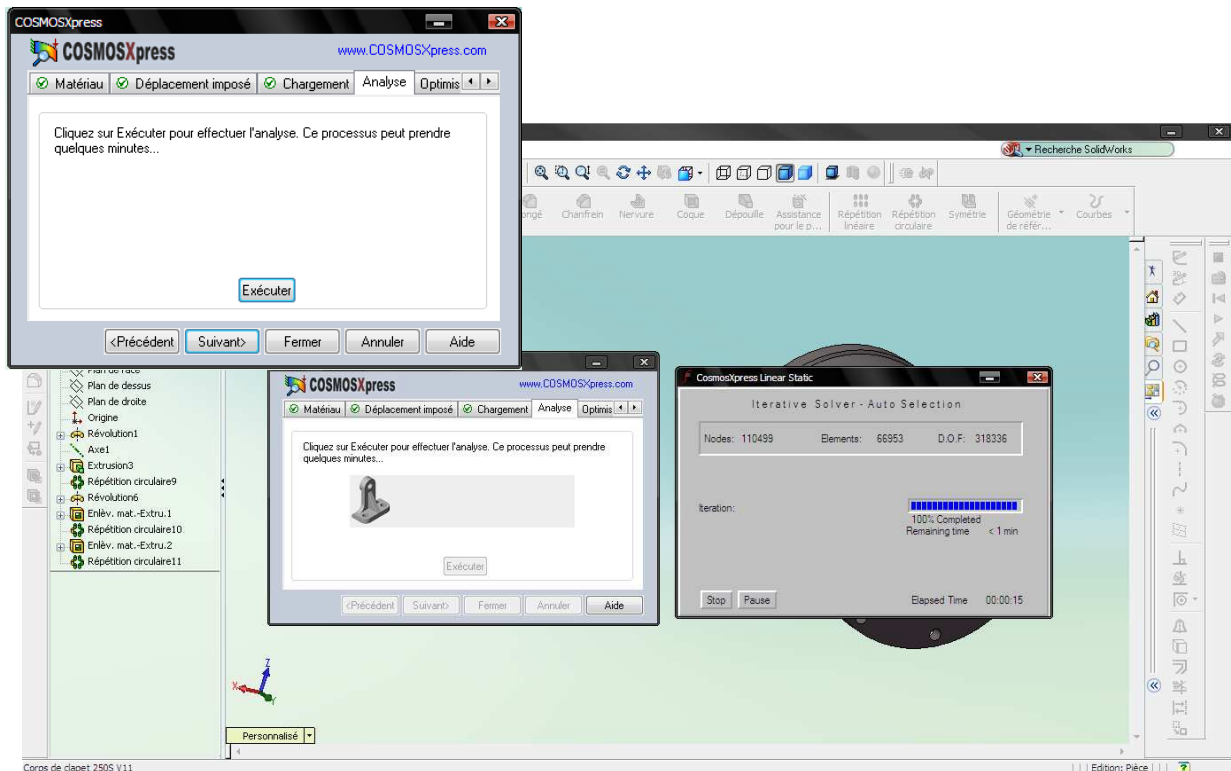 COSMOSXpress
COSMOSXpress
www.COSMOSXpress.com
Matériau
Déplacement imposé
Chargement
Analyse
Optimis
Cliquez sur Exécuter pour effectuer l'analyse. Ce processus peut prendre
quelques minutes...
Exécuter
<Précédent
Suivant>
Fermer
Annuler
Aide
Recherche SolidWorks
ongé
Chanfrein
Nervure
Coque
Dépouille
Assistance
pour le p...
Répétition
linéaire
Répétition
circulaire
Symétrie
Géométrie
de référ...
Courbes
Plan de face
Plan de dessus
Plan de droite
Origine
Révolution1
Axe1
Extrusion3
Répétition circulaire9
Révolution6
Enlèv. mat.-Extru.1
Répétition circulaire10
Enlèv. mat.-Extru.2
Répétition circulaire11
COSMOSXpress
www.COSMOSXpress.com
Matériau
Déplacement imposé
Chargement
Analyse
Optimis
Cliquez sur Exécuter pour effectuer l'analyse. Ce processus peut prendre
quelques minutes...
Exécuter
<Précédent
Suivant>
Fermer
Annuler
Aide
CosmosXpress Linear Static
Iterative Solver - Auto Selection
Nodes: 110499
Elements: 66953
D.O.F: 318336
Iteration:
100% Completed
Remaining time < 1 min
Stop
Pause
Elapsed Time 00:00:15
Z
X
Y
Personnalisé
Corps de clapet 250S V11
Edition: Pièce